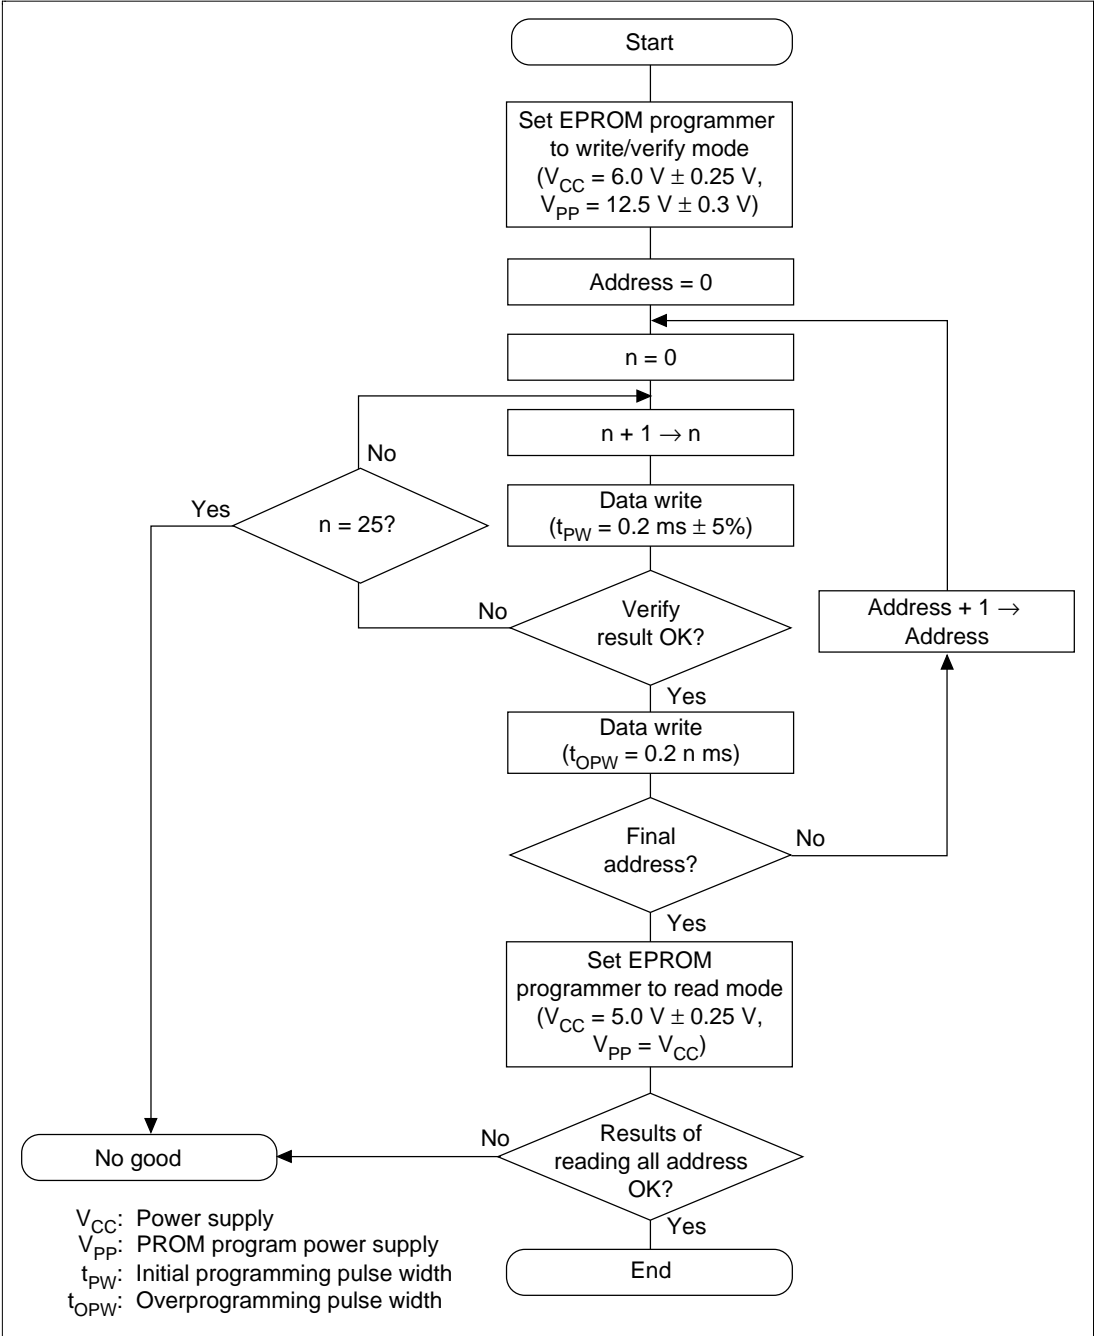 Start
Set EPROM programmer
to write/verify mode
(VCC = 6.0 V ± 0.25 V,
VPP = 12.5 V ± 0.3 V)
Address = 0
n = 0
n + 1 → n
No
Yes
n = 25?
Data write
(tPW = 0.2 ms ± 5%)
No
Verify
result OK?
Address + 1 →
Address
Yes
Data write
(tOPW = 0.2 n ms)
Final
address?
No
Yes
Set EPROM
programmer to read mode
(VCC = 5.0 V ± 0.25 V,
VPP = VCC)
No
Results of
reading all address
OK?
No good
Yes
End
VCC: Power supply
VPP: PROM program power supply
tPW: Initial programming pulse width
tOPW: Overprogramming pulse width